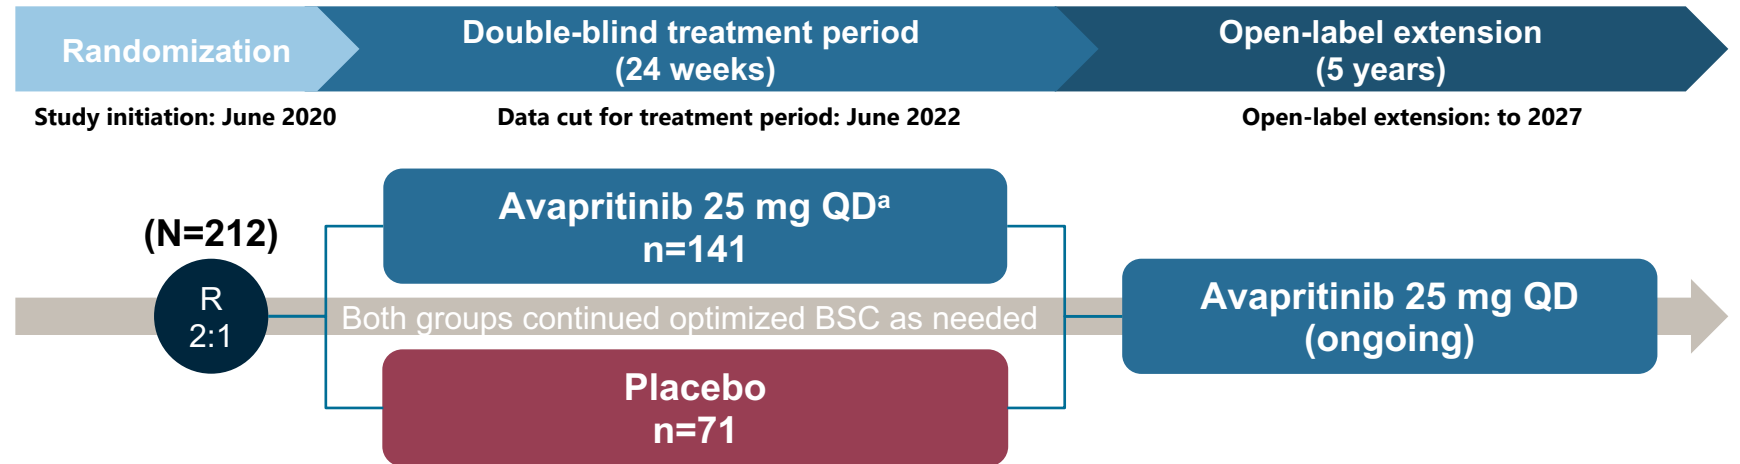 Randomization
Double-blind treatment period
(24 weeks)
Open-label extension
(5 years)
Study initiation: June 2020
Data cut for treatment period: June 2022
Open-label extension: to 2027
(N=212)
R
2:1
Avapritinib 25 mg QDª
n=141
Both groups continued optimized BSC as needed
Placebo
n=71
Avapritinib 25 mg QD
(ongoing)